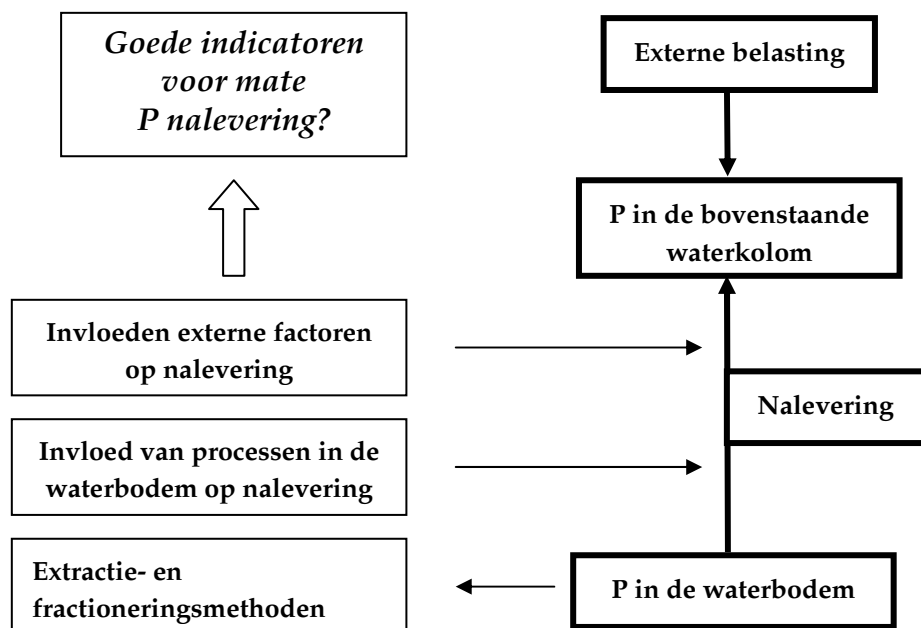 Goede indicatoren
voor mate
P nalevering?
Externe belasting
P in de bovenstaande
waterkolom
Invloeden externe factoren
op nalevering
Nalevering
Invloed van processen in de
waterbodem op nalevering
Extractie- en
fractioneringsmethoden
P in de waterbodem